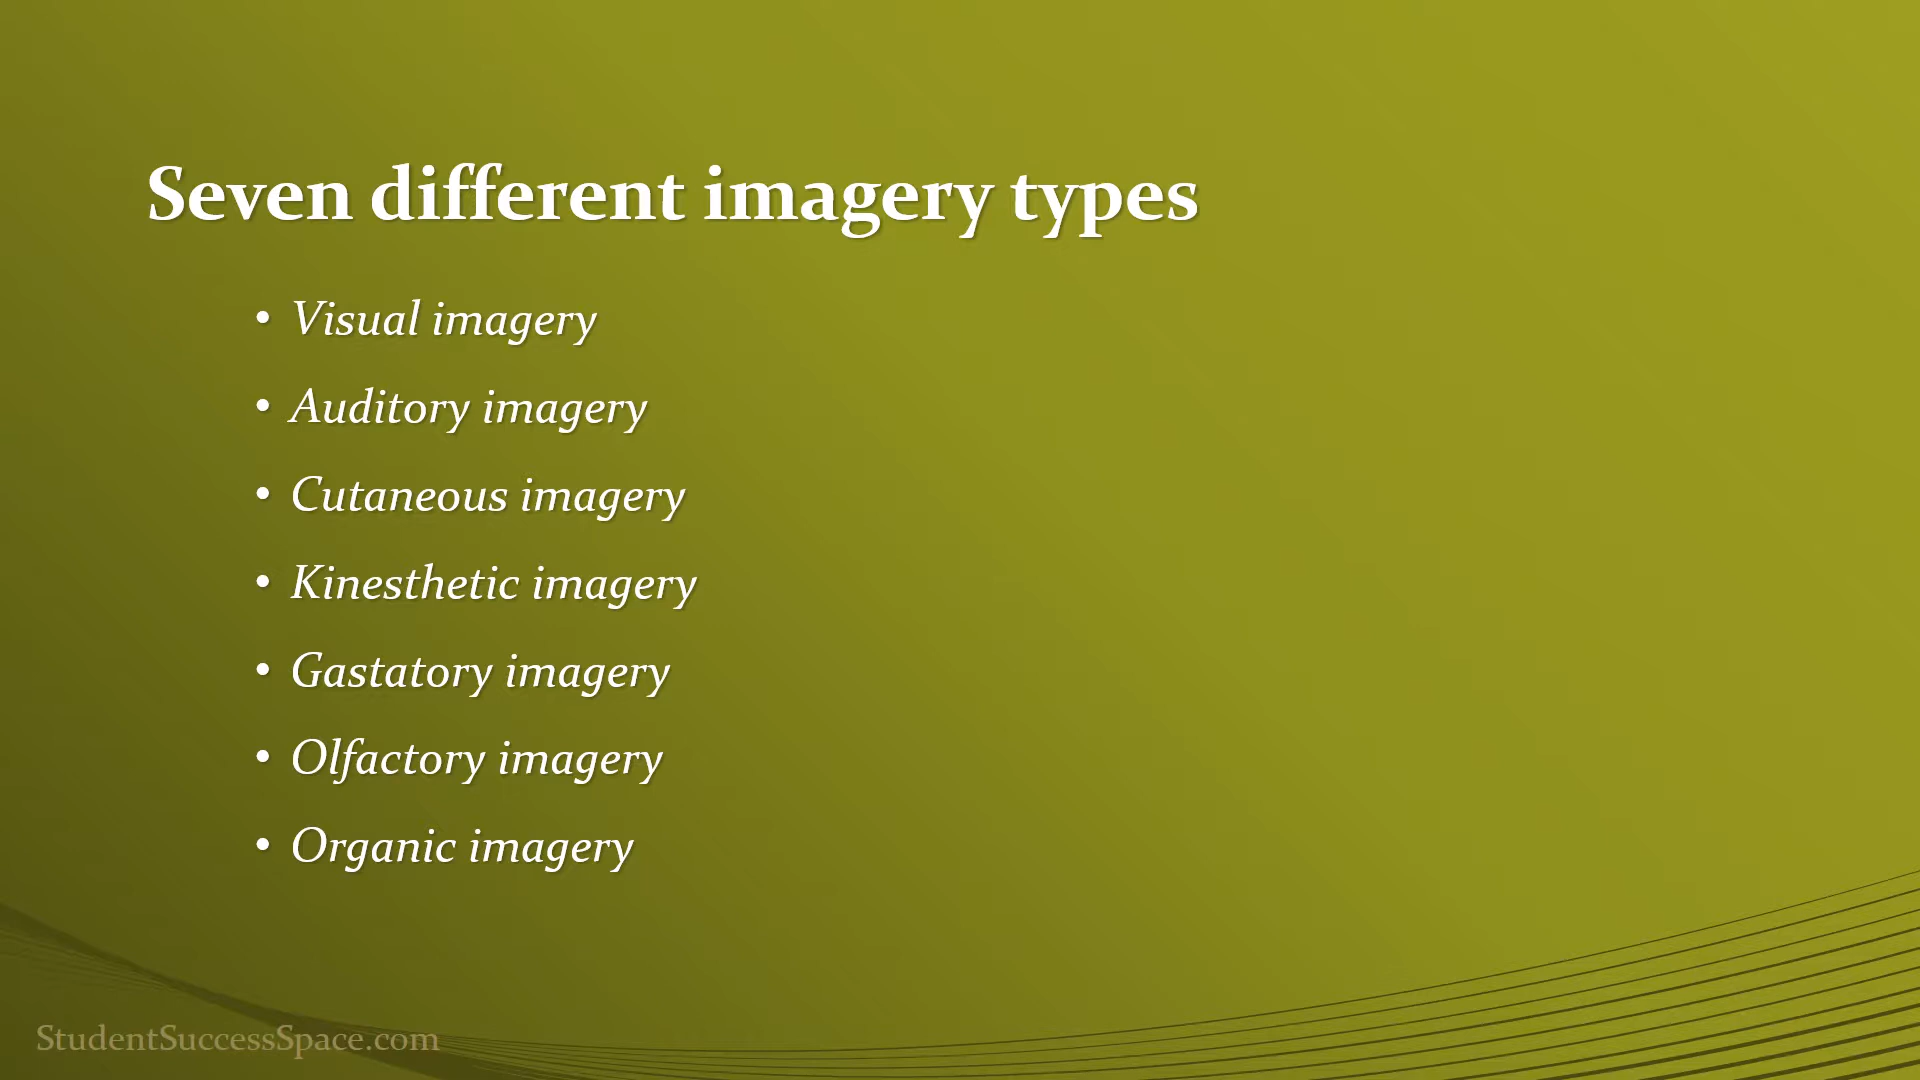 Seven different imagery types
• Visual imagery
• Auditory imagery
• Cutaneous imagery
• Kinesthetic imagery
• Gastatory imagery
• Olfactory imagery
• Organic imagery
StudentSuccessSpace.com